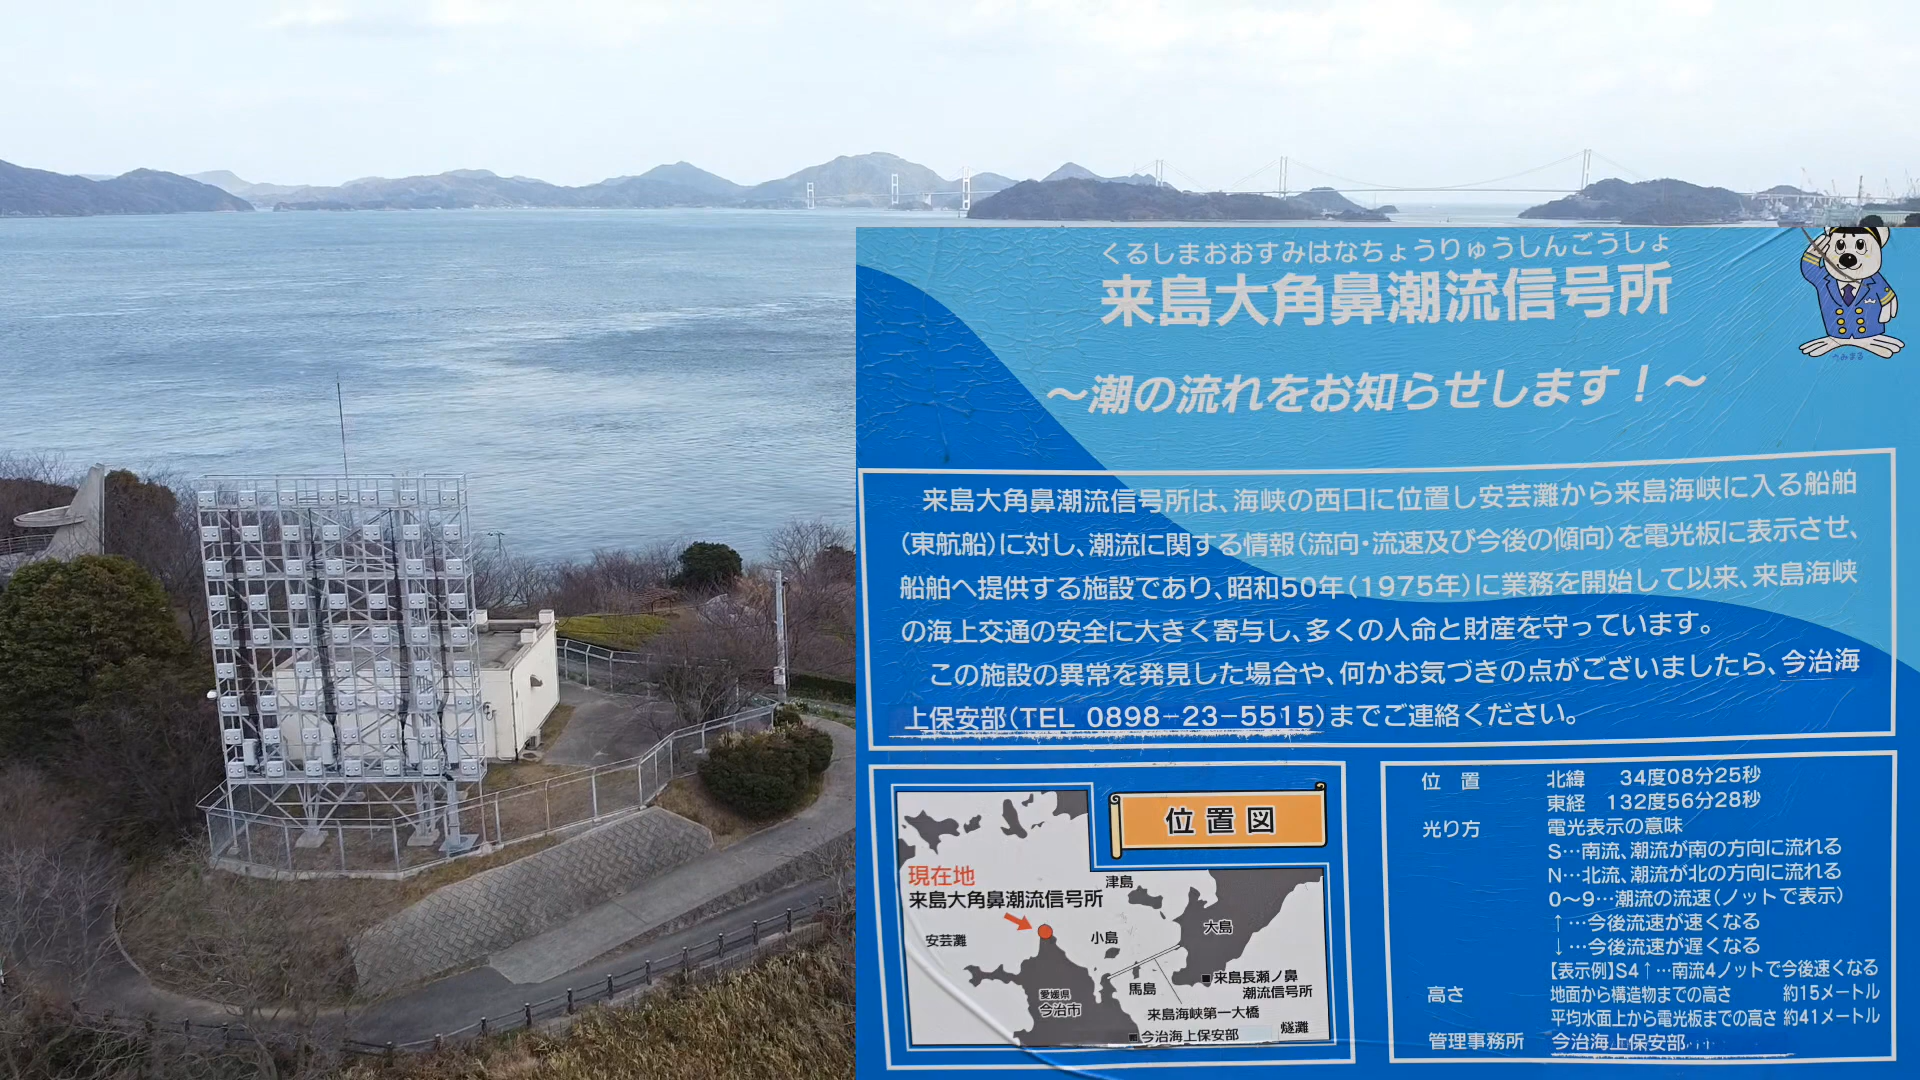 くるしまおおすみはなちょうりゅうしんごうしょ
来島大角鼻潮流信号所
うみまる
～潮の流れをお知らせします！～
来島大角鼻潮流信号所は、海峡の西口に位置し安芸灘から来島海峡に入る船舶
（東航船）に対し、潮流に関する情報（流向・流速及び今後の傾向）を電光板に表示させ、
船舶へ提供する施設であり、昭和50年（1975年）に業務を開始して以来、来島海峡
の海上交通の安全に大きく寄与し、多くの人命と財産を守っています。
この施設の異常を発見した場合や、何かお気づきの点がございましたら、今治海
上保安部（TEL 0898-23-5515）までご連絡ください。
位置図
現在地
来島大角鼻潮流信号所
津島
大島
安芸灘
小島
馬島
来島長瀬ノ鼻
潮流信号所
愛媛県
今治市
来島海峡第一大橋
今治海上保安部
燧灘
位 置 北緯 34度08分25秒
東経 132度56分28秒
光り方 電光表示の意味
S…南流、潮流が南の方向に流れる
N…北流、潮流が北の方向に流れる
0～9…潮流の流速（ノットで表示）
↑…今後流速が速くなる
↓…今後流速が遅くなる
【表示例】S4↑…南流4ノットで今後速くなる
高さ 地面から構造物までの高さ 約15メートル
平均水面上から電光板までの高さ 約41メートル
管理事務所 今治海上保安部